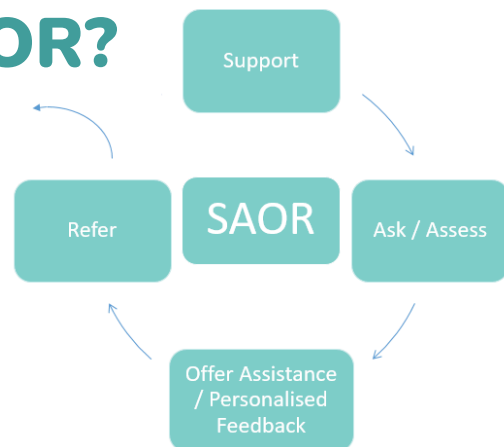 OR?
Support
Refer
SAOR
Ask / Assess
Offer Assistance
/ Personalised
Feedback